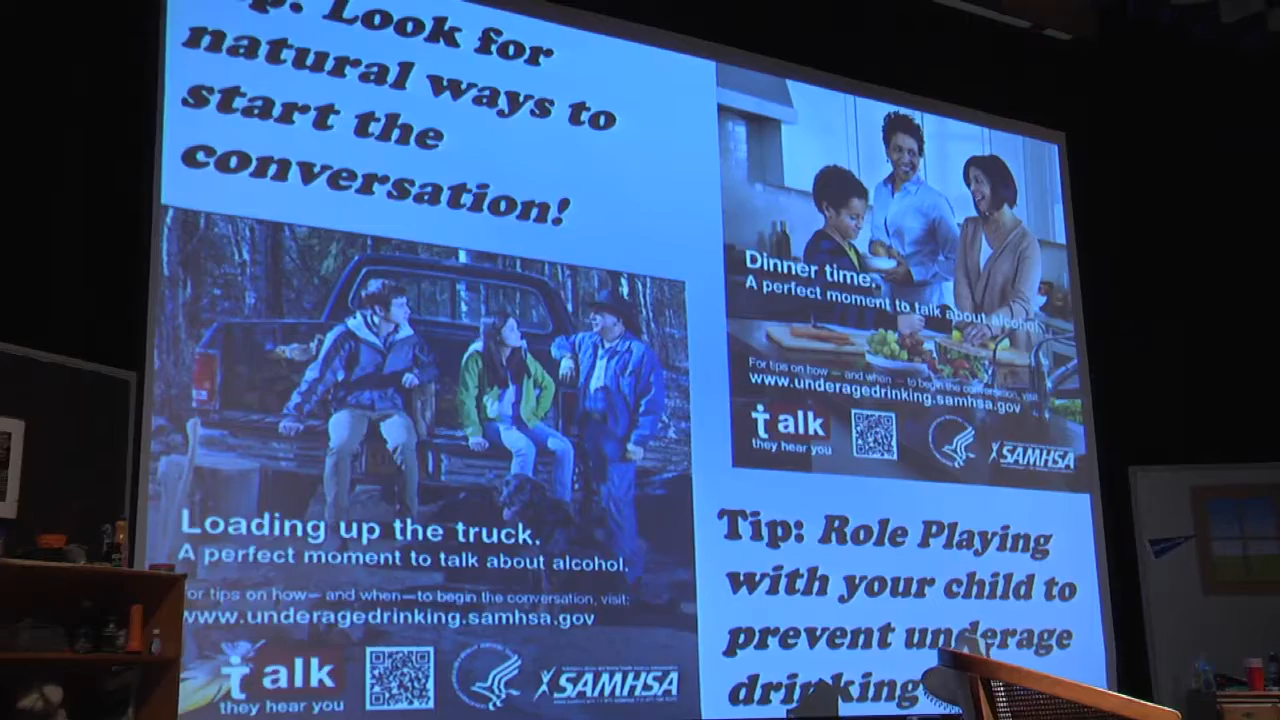 Look for
natural ways to
start the
conversation!
Loading up the truck.
A perfect moment to talk about alcohol.
for tips on how— and when—to begin the conversation, visit:
www.underagedrinking.samhsa.gov
talk
they hear you
SAMHSA
Dinner time.
A perfect moment to talk about alcohol.
For tips on how — and when — to begin the conversation, visit:
www.underagedrinking.samhsa.gov
talk
they hear you
SAMHSA
Tip: Role Playing
with your child to
prevent underage
drinking